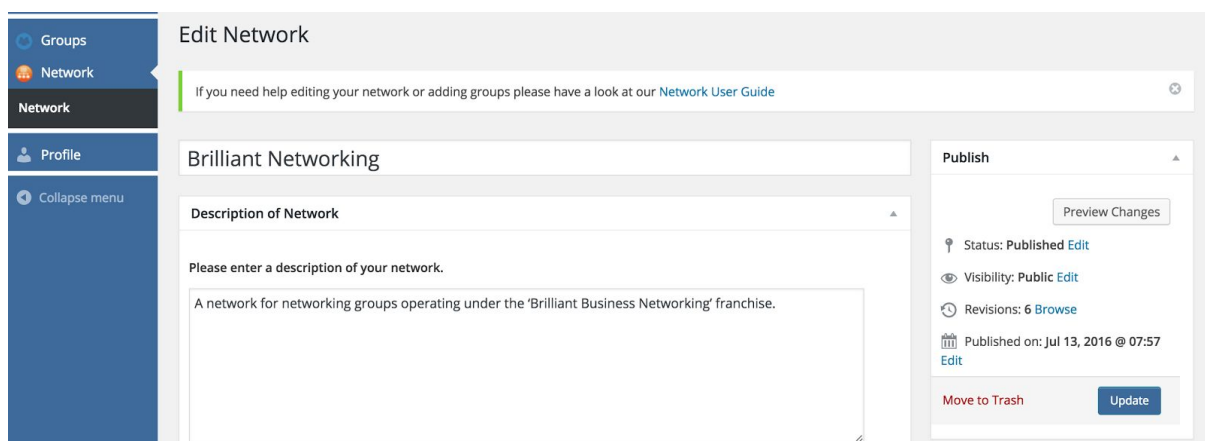 Groups
Network
Network
Profile
Collapse menu
Edit Network
If you need help editing your network or adding groups please have a look at our Network User Guide
Brilliant Networking
Description of Network
Please enter a description of your network.
A network for networking groups operating under the ‘Brilliant Business Networking’ franchise.
Publish
Preview Changes
Status: Published Edit
Visibility: Public Edit
Revisions: 6 Browse
Published on: Jul 13, 2016 @ 07:57
Edit
Move to Trash
Update